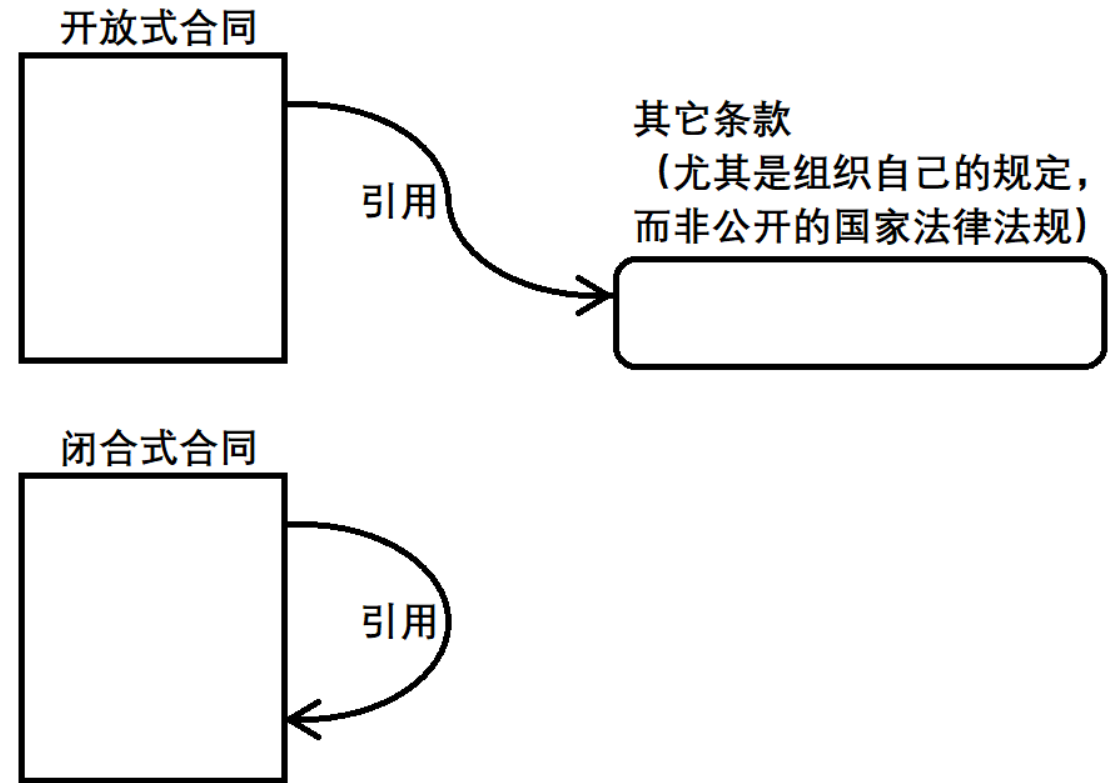 开放式合同
其它条款
（尤其是组织自己的规定，
引用
而非公开的国家法律法规）
闭合式合同
引用